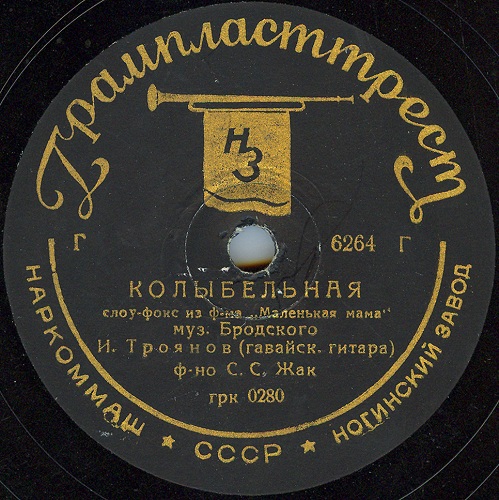 Грампласттрест
НЗ
Г 6264 Г
КОЛЫБЕЛЬНАЯ
слоу-фокс из ф-ма „Маленькая мама"
муз. Бродского
И. Троянов (гавайск. гитара)
ф-но С. С, Жак
грк 0280
НАРКОММАШ ★ СССР ★ НОГИНСКИЙ ЗАВОД